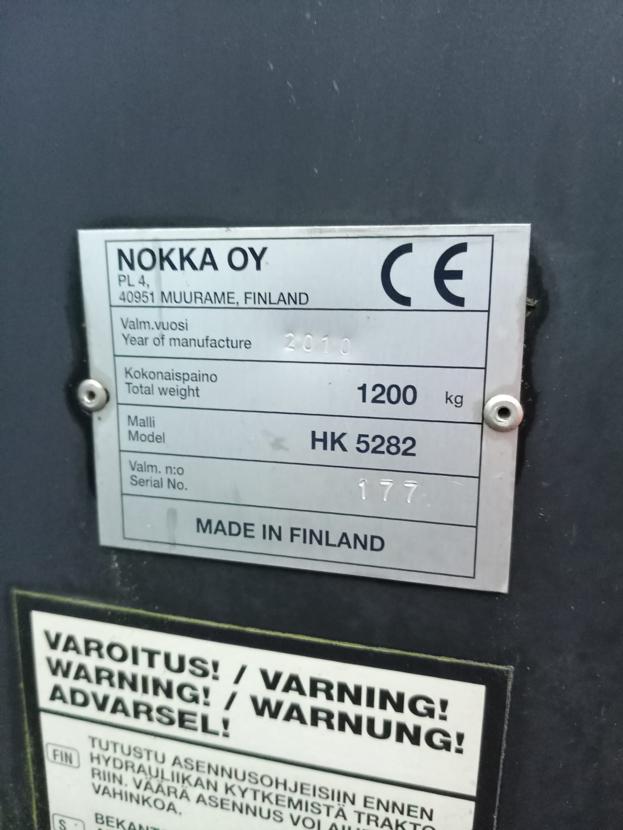 NOKKA OY
PL 4,
40951 MUURAME, FINLAND
CE
Valm.vuosi
Year of manufacture 2010
Kokonaispaino
Total weight 1200 kg
Malli
Model HK 5282
Valm. n:o
Serial No. 177
MADE IN FINLAND
VAROITUS! / VARNING!
WARNING! / WARNUNG!
ADVARSEL!
FIN TUTUSTU ASENNUSOHJEISIIN ENNEN
HYDRAULIIKAN KYTKEMISTÄ TRAKTO
RIIN. VÄÄRÄ ASENNUS VOI
VAHINKOA.
S BEKANT